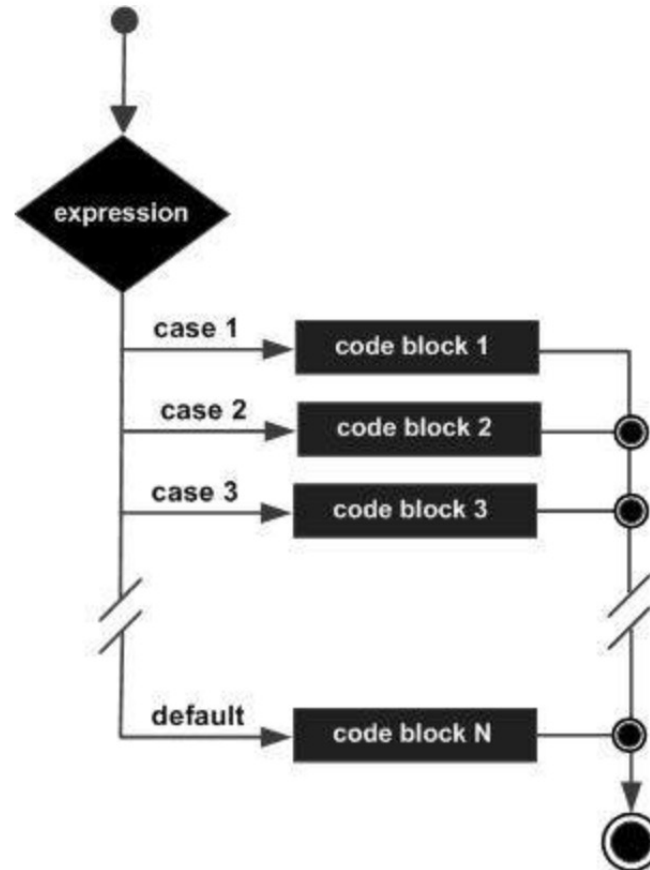 expression
case 1
code block 1
case 2
code block 2
case 3
code block 3
default
code block N